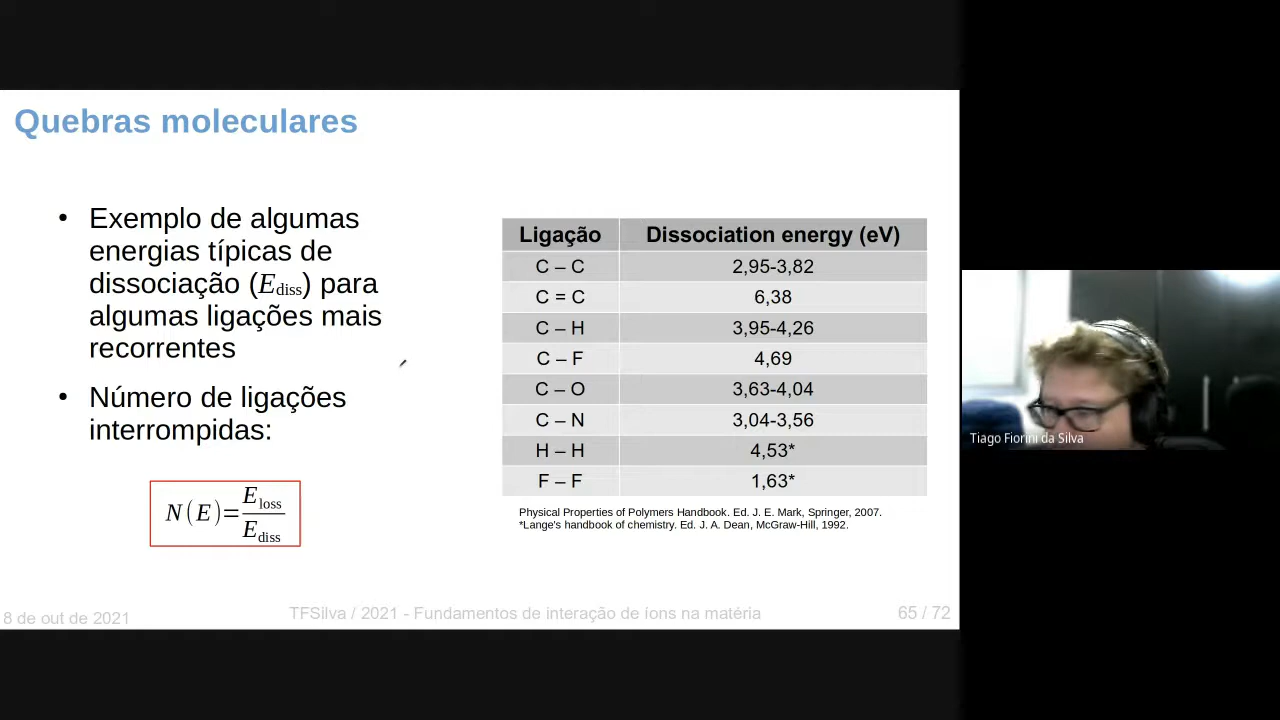 Quebras moleculares
• Exemplo de algumas
energias típicas de
dissociação (Ediss) para
algumas ligações mais
recorrentes
• Número de ligações
interrompidas:
N(E)=Eloss/Ediss
Ligação Dissociation energy (eV)
C – C 2,95-3,82
C = C 6,38
C – H 3,95-4,26
C – F 4,69
C – O 3,63-4,04
C – N 3,04-3,56
H – H 4,53*
F – F 1,63*
Physical Properties of Polymers Handbook. Ed. J. E. Mark, Springer, 2007.
*Lange's handbook of chemistry. Ed. J. A. Dean, McGraw-Hill, 1992.
8 de out de 2021 TFSilva / 2021 - Fundamentos de interação de íons na matéria 65 / 72
Tiago Fiorini da Silva